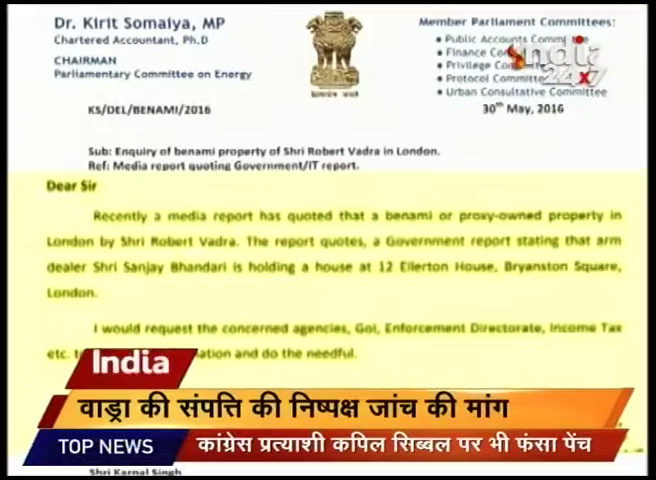 Dr. Kirit Somaiya, MP
Chartered Accountant, Ph.D
CHAIRMAN
Parliamentary Committee on Energy
Member Parliament Committees:
• Public Accounts
• Finance
• Privilege
• Protocol
• Urban Consultative Committee
india
24x7
KS/DEL/BENAMI/2016
30th May, 2016
Sub: Enquiry of benami property of Shri Robert Vadra in London.
Ref: Media report quoting Government/IT report.
Dear Sir
Recently a media report has quoted that a benami or proxy-owned property in
London by Shri Robert Vadra. The report quotes, a Government report stating that arm
dealer Shri Sanjay Bhandari is holding a house at 12 Ellerton House, Bryanston Square,
London.
I would request the concerned agencies, GoI, Enforcement Directorate, Income Tax
etc. and do the needful.
India
वाड्रा की संपत्ति की निष्पक्ष जांच की मांग
TOP NEWS
कांग्रेस प्रत्याशी कपिल सिब्बल पर भी फंसा पेंच
Shri Karnal Singh